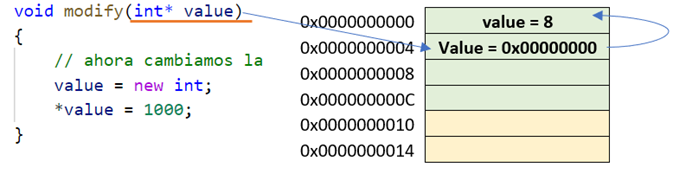 void modify(int* value)
{
// ahora cambiamos la
value = new int;
*value = 1000;
}
0x0000000000 value = 8
0x0000000004 Value = 0x00000000
0x0000000008
0x000000000C
0x0000000010
0x0000000014